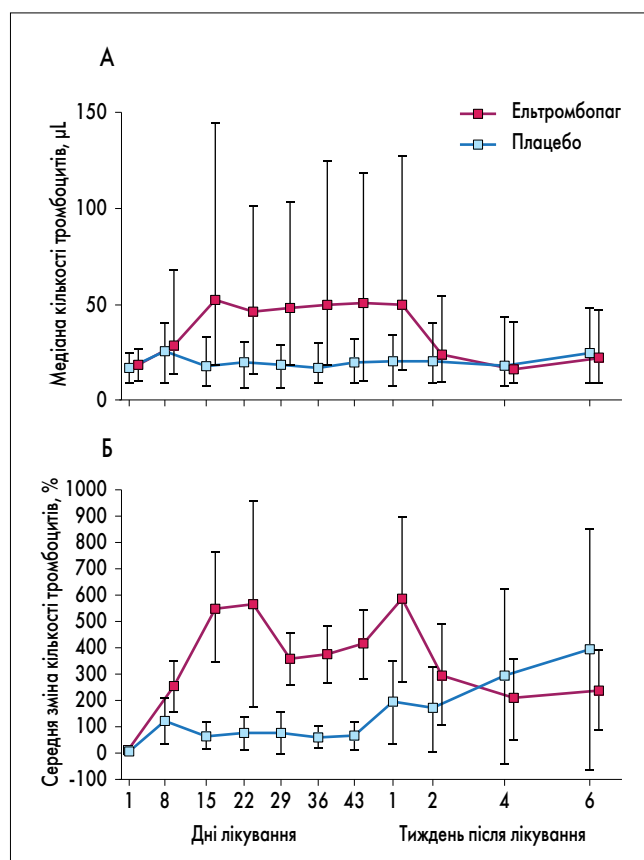 А
Медіана кількості тромбоцитів, µL
150
100
50
0
Ельтромбопаг
Плацебо
Б
Середня зміна кількості тромбоцитів, %
1000
900
800
700
600
500
400
300
200
100
0
-100
1 8 15 22 29 36 43 1 2 4 6
Дні лікування Тиждень після лікування